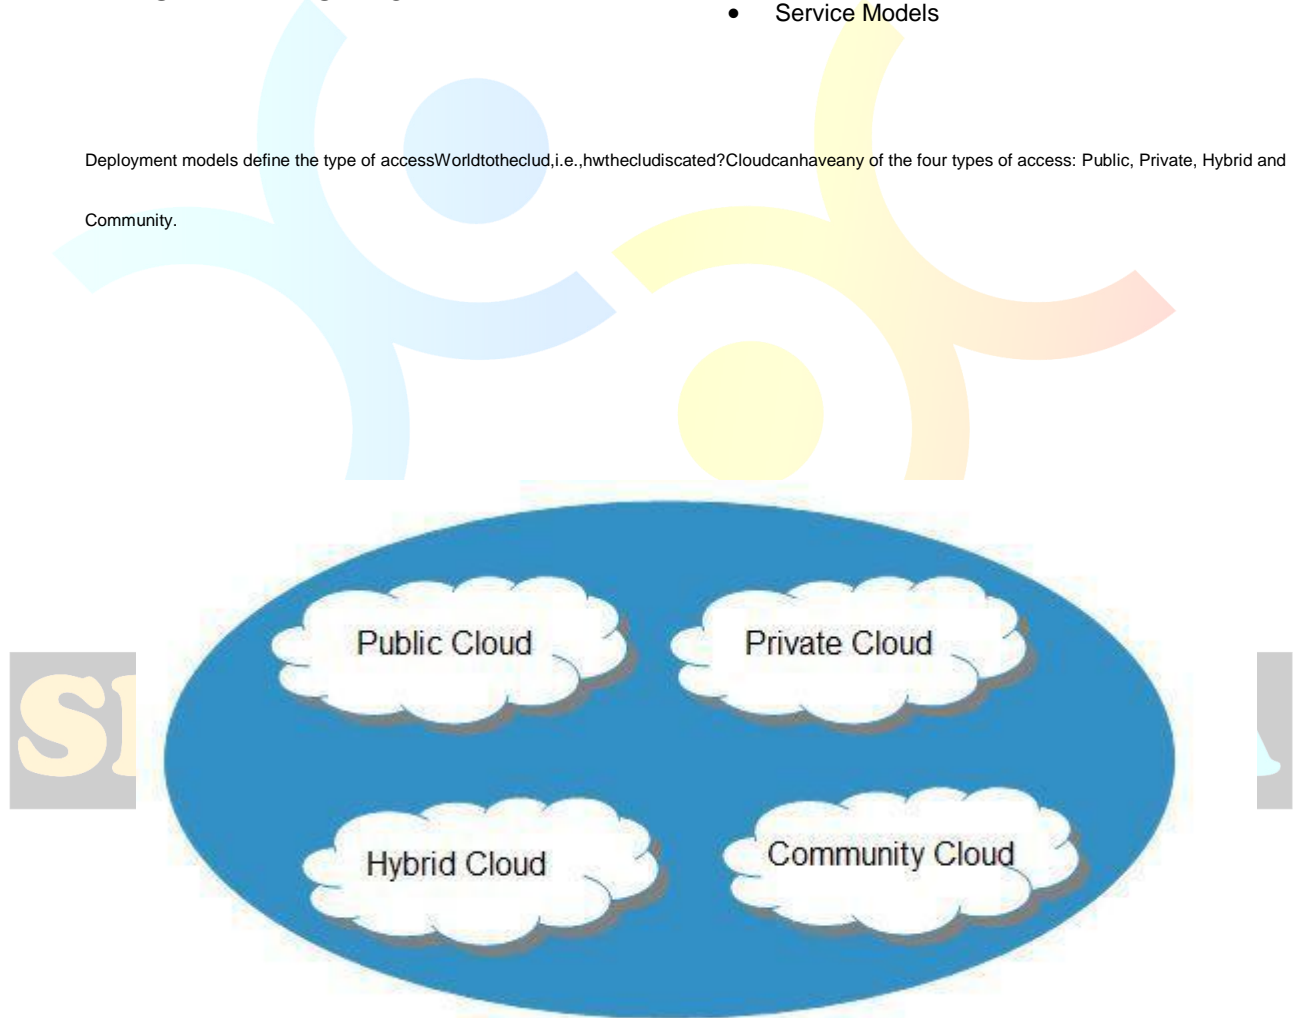 • Service Models
Deployment models define the type of accessWorldtotheclud,i.e.,hwthecludiscated?Cloudcanhaveany of the four types of access: Public, Private, Hybrid and
Community.
Public Cloud
Private Cloud
Hybrid Cloud
Community Cloud